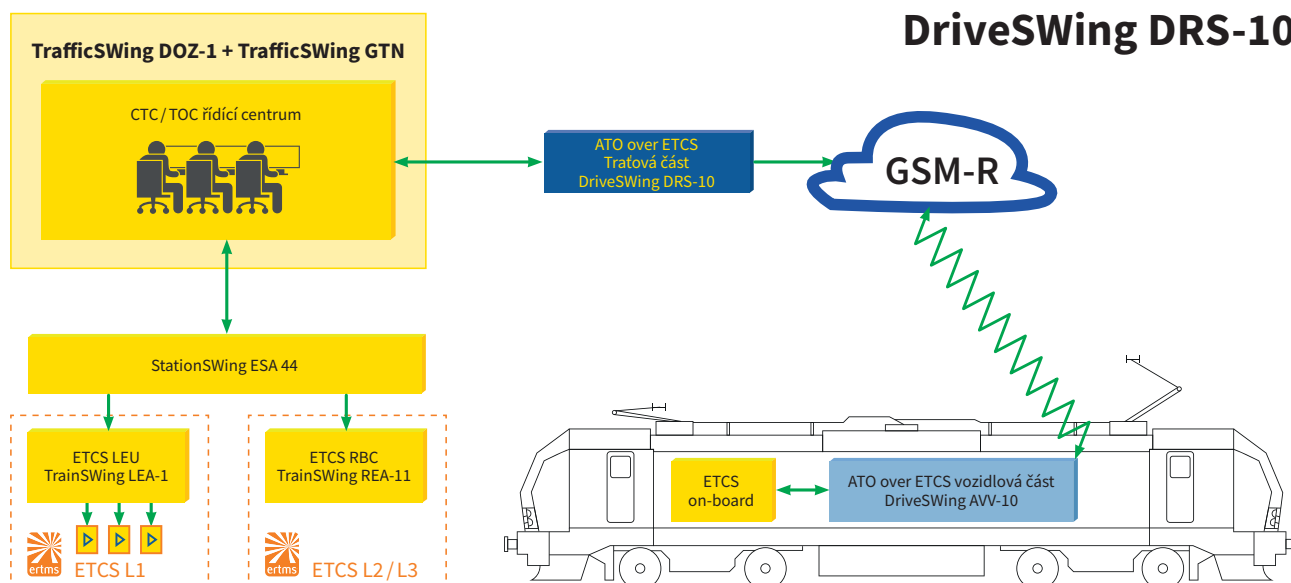 DriveSWing DRS-10
TrafficSWing DOZ-1 + TrafficSWing GTN
CTC / TOC řídící centrum
ATO over ETCS
Traťová část
DriveSWing DRS-10
GSM-R
StationSWing ESA 44
ETCS LEU
TrainSWing LEA-1
ETCS RBC
TrainSWing REA-11
ETCS
on-board
ATO over ETCS vozidlová část
DriveSWing AVV-10
ertms
ETCS L1
ertms
ETCS L2 / L3